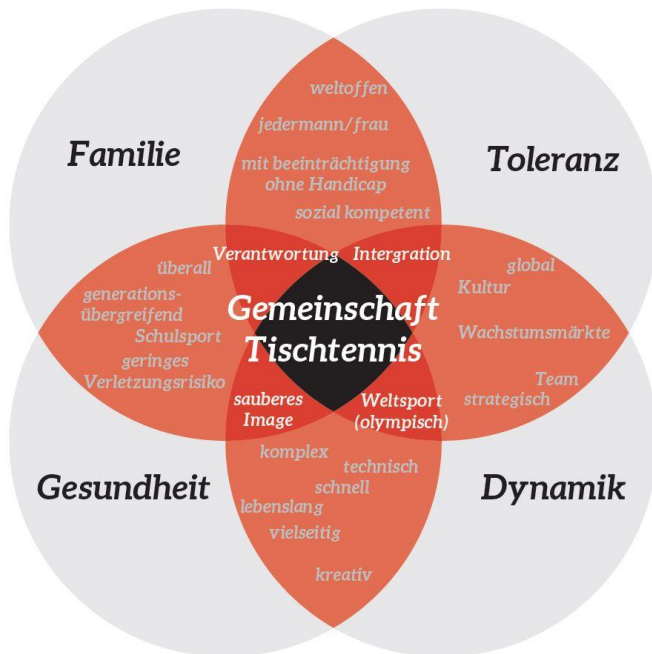 weltoffen
jedermann/frau
Familie
Toleranz
mit beeinträchtigung
ohne Handicap
sozial kompetent
Verantwortung
Intergration
überall
generations-
übergreifend
Schulsport
geringes
Verletzungsrisiko
global
Kultur
Wachstumsmärkte
Team
strategisch
Gemeinschaft
Tischtennis
sauberes
Image
Weltsport
(olympisch)
Gesundheit
Dynamik
komplex
technisch
schnell
lebenslang
vielseitig
kreativ